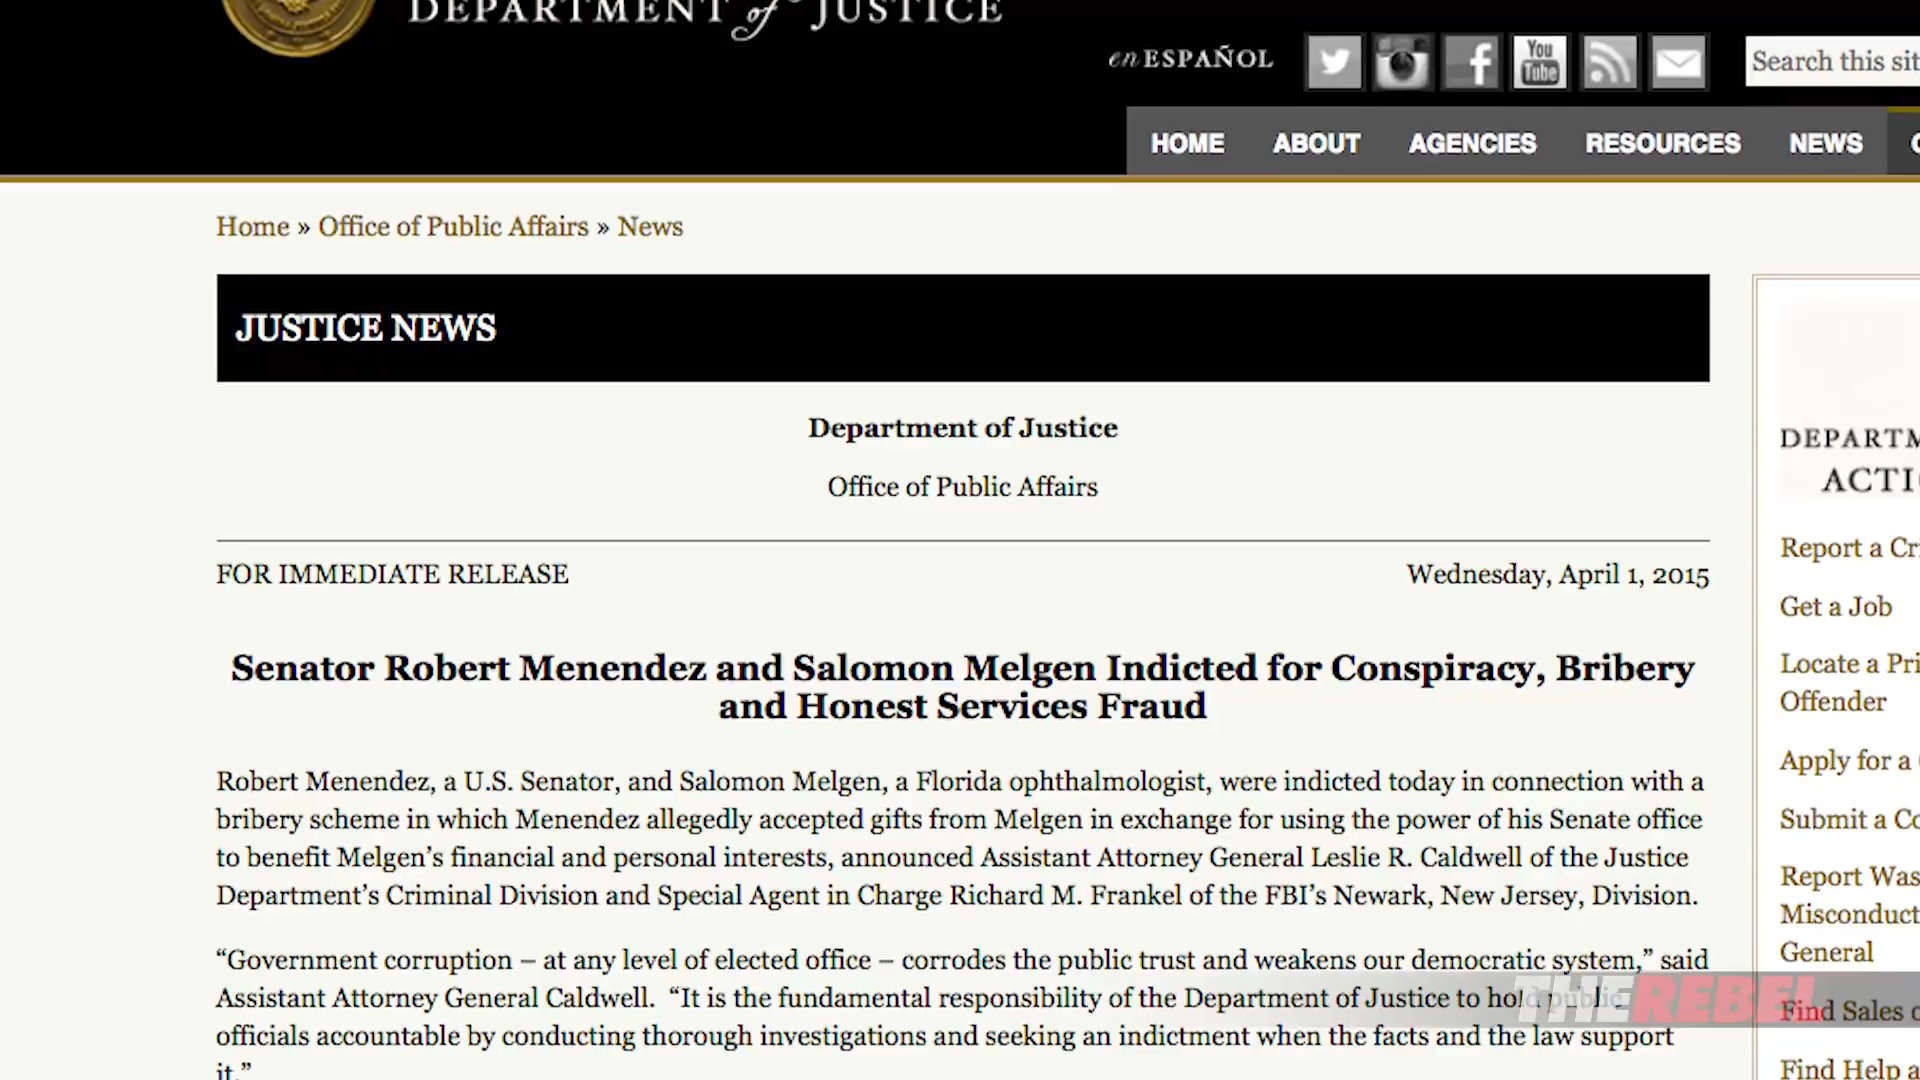 DEPARTMENT of JUSTICE
en ESPAÑOL
You
Tube
Search this sit
HOME ABOUT AGENCIES RESOURCES NEWS
Home » Office of Public Affairs » News
JUSTICE NEWS
Department of Justice
Office of Public Affairs
FOR IMMEDIATE RELEASE Wednesday, April 1, 2015
Senator Robert Menendez and Salomon Melgen Indicted for Conspiracy, Bribery
and Honest Services Fraud
Robert Menendez, a U.S. Senator, and Salomon Melgen, a Florida ophthalmologist, were indicted today in connection with a
bribery scheme in which Menendez allegedly accepted gifts from Melgen in exchange for using the power of his Senate office
to benefit Melgen’s financial and personal interests, announced Assistant Attorney General Leslie R. Caldwell of the Justice
Department’s Criminal Division and Special Agent in Charge Richard M. Frankel of the FBI’s Newark, New Jersey, Division.
“Government corruption – at any level of elected office – corrodes the public trust and weakens our democratic system,” said
Assistant Attorney General Caldwell.  “It is the fundamental responsibility of the Department of Justice to hold public
officials accountable by conducting thorough investigations and seeking an indictment when the facts and the law support
it.”
DEPARTM
ACTI
Report a Cri
Get a Job
Locate a Pri
Offender
Apply for a
Submit a Co
Report Was
Misconduct
General
Find Sales o
Find Help a
THE REBEL